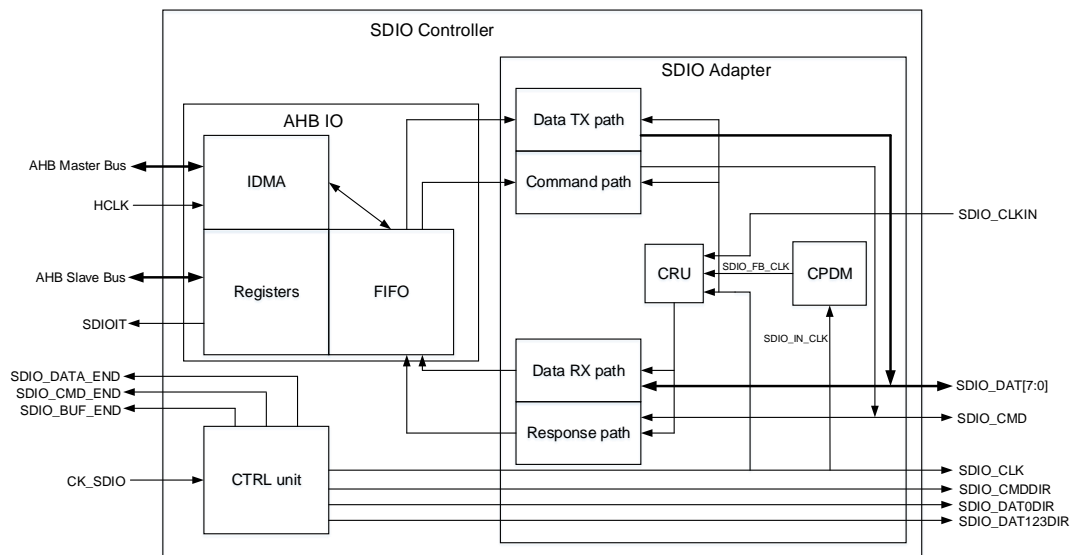 SDIO Controller
SDIO Adapter
AHB IO
Data TX path
AHB Master Bus
IDMA
Command path
HCLK
SDIO_CLKIN
SDIO_FB_CLK
CRU
CPDM
AHB Slave Bus
Registers
FIFO
SDIOIT
SDIO_IN_CLK
Data RX path
SDIO_DATA_END
SDIO_DAT[7:0]
SDIO_CMD_END
SDIO_BUF_END
SDIO_CMD
Response path
CK_SDIO
CTRL unit
SDIO_CLK
SDIO_CMDDIR
SDIO_DAT0DIR
SDIO_DAT123DIR